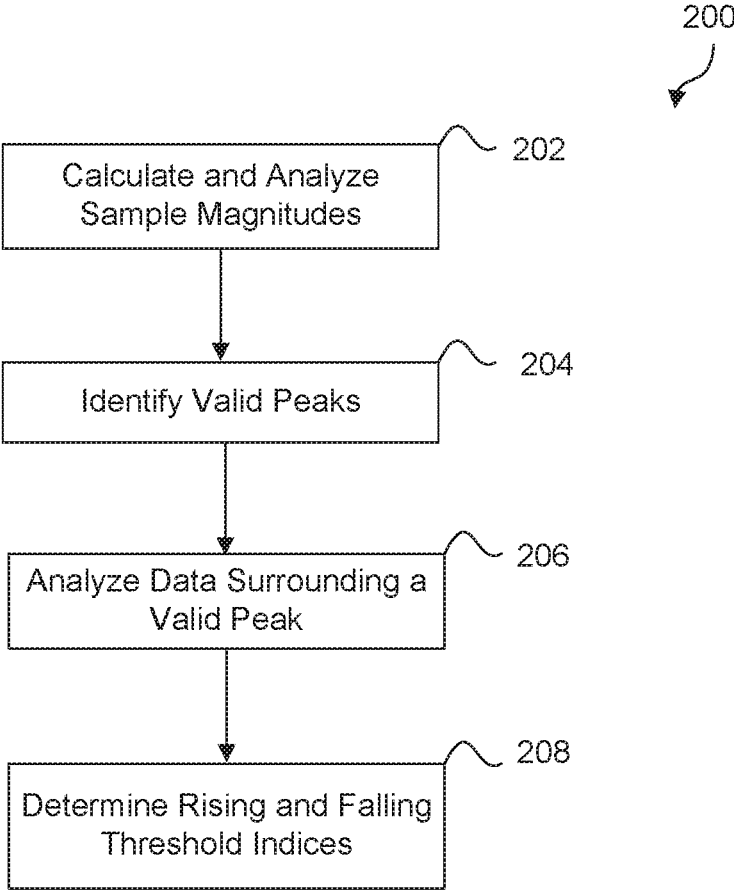 200
202
Calculate and Analyze
Sample Magnitudes
204
Identify Valid Peaks
206
Analyze Data Surrounding a
Valid Peak
208
Determine Rising and Falling
Threshold Indices